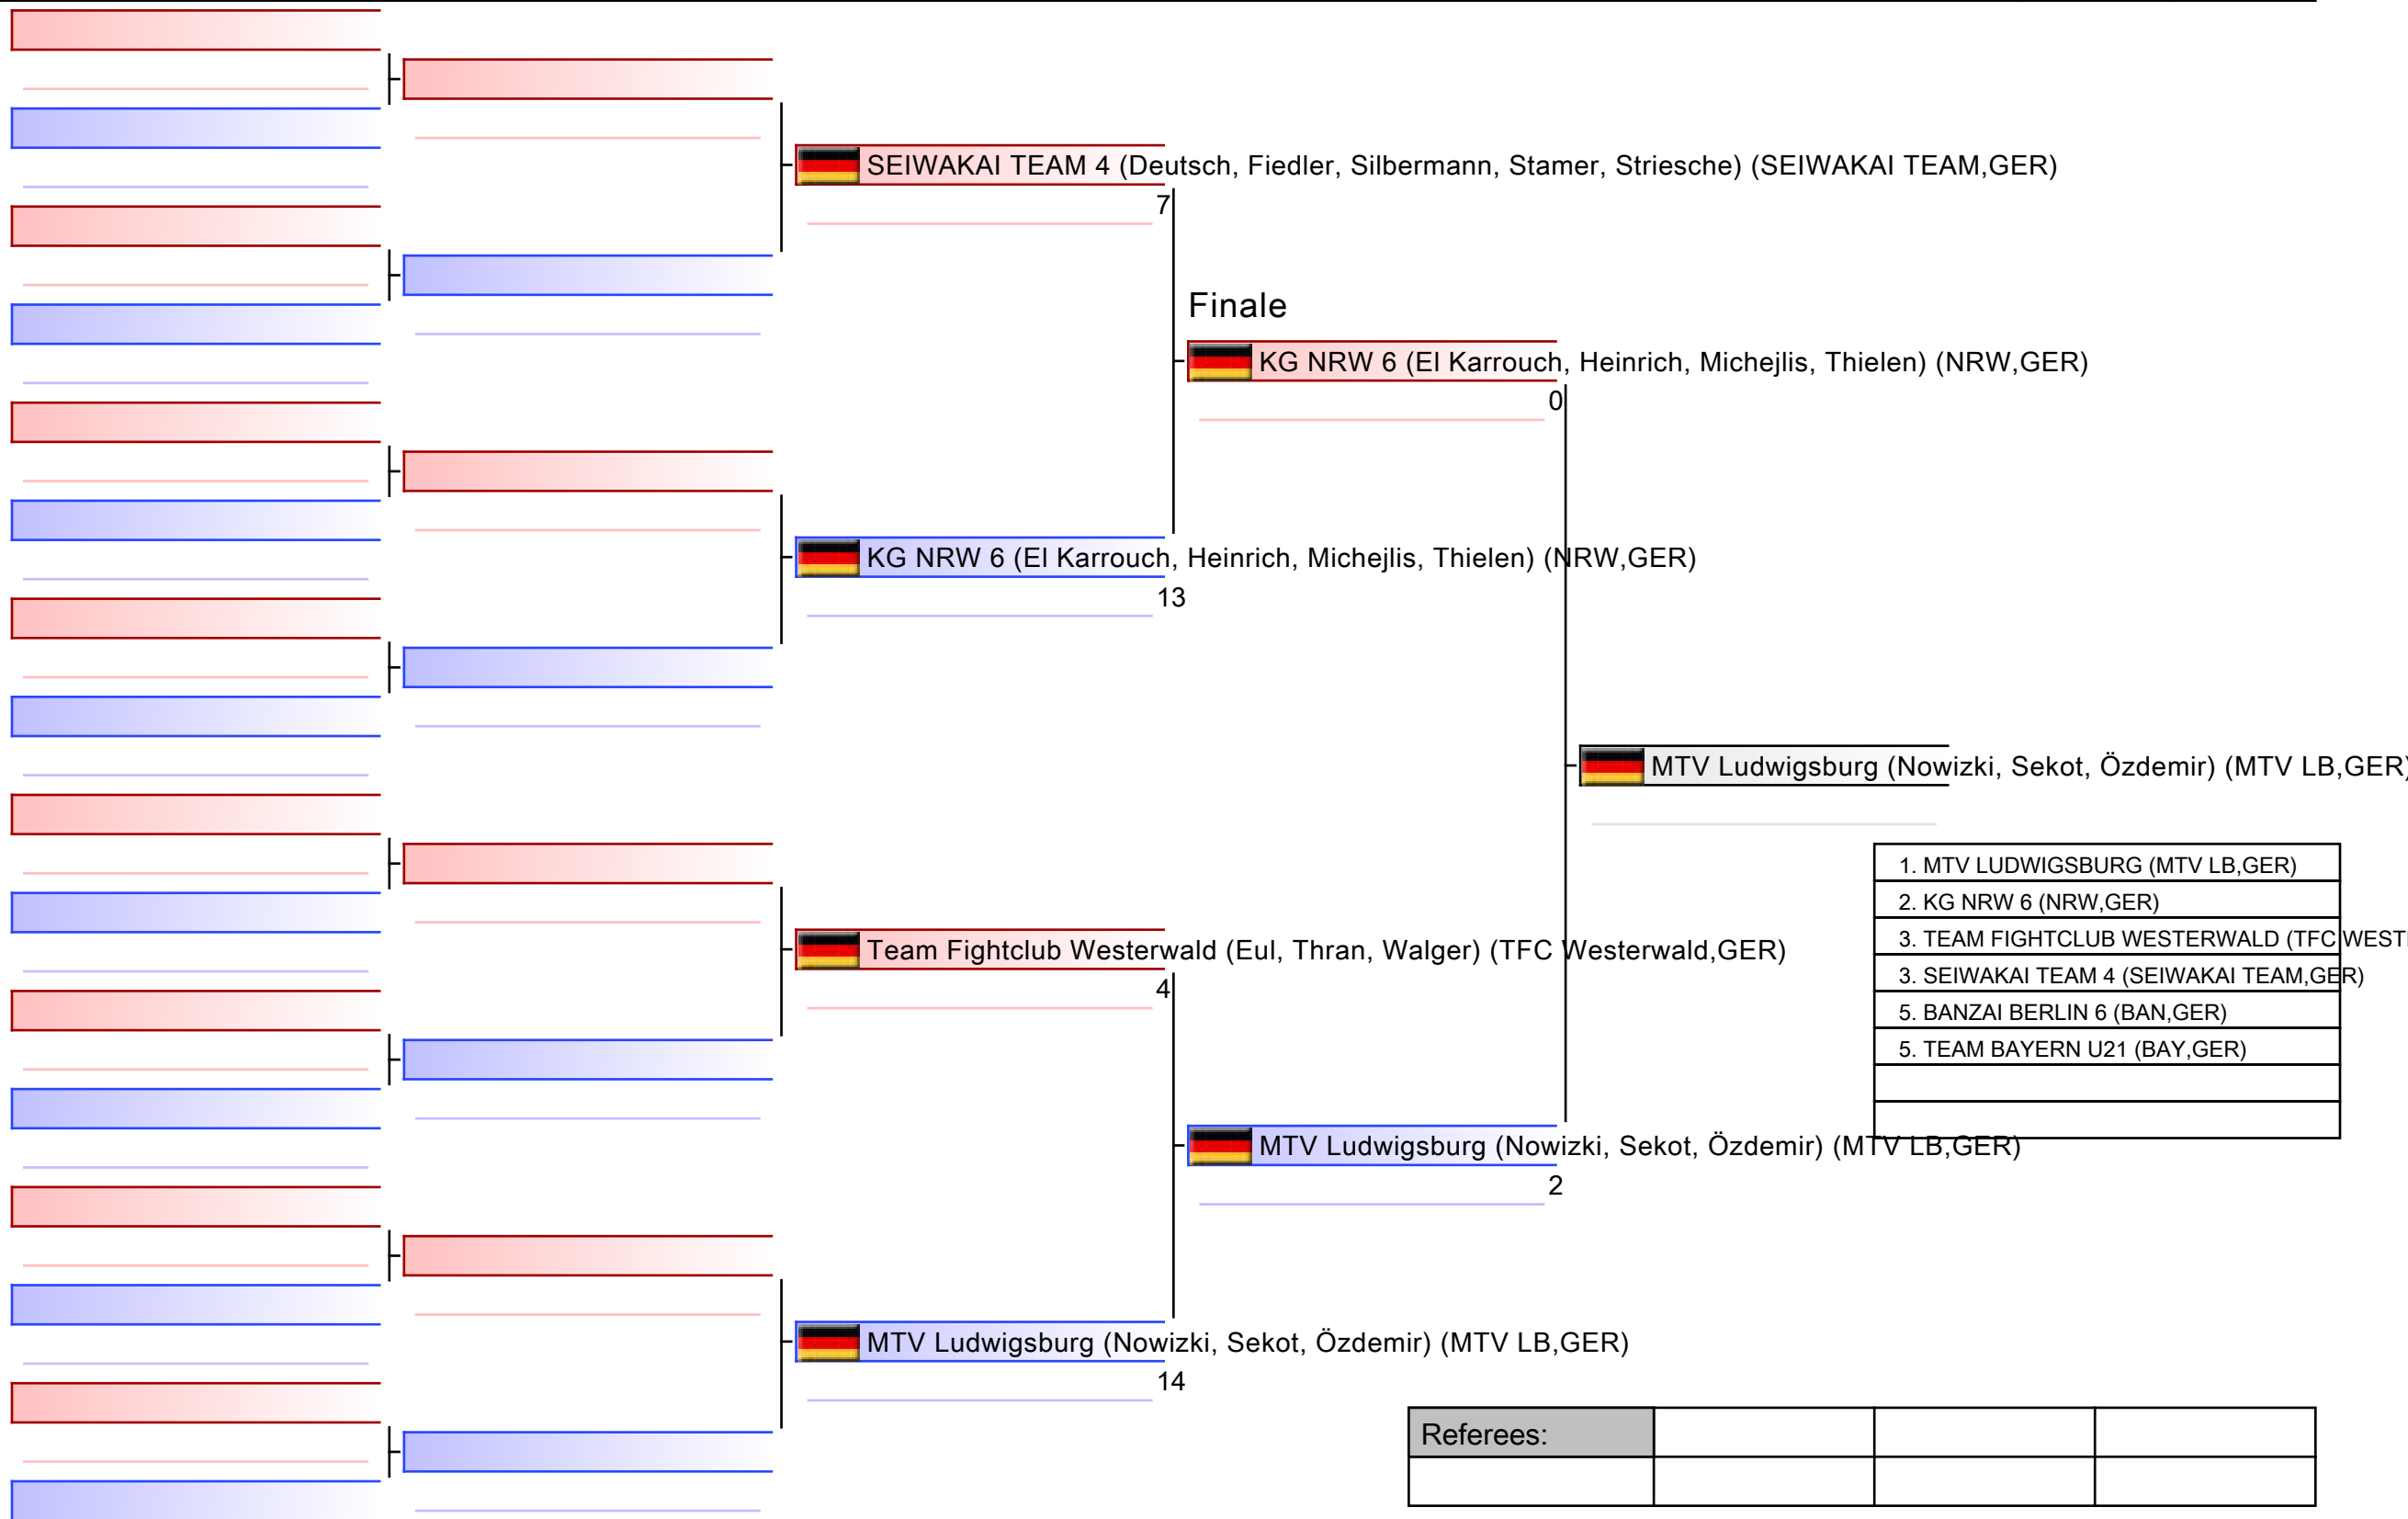 SEIWAKAI TEAM 4 (Deutsch, Fiedler, Silbermann, Stamer, Striesche) (SEIWAKAI TEAM,GER)
7
Finale
KG NRW 6 (El Karrouch, Heinrich, Michejlis, Thielen) (NRW,GER)
0
KG NRW 6 (El Karrouch, Heinrich, Michejlis, Thielen) (NRW,GER)
13
MTV Ludwigsburg (Nowizki, Sekot, Özdemir) (MTV LB,GER)
1. MTV LUDWIGSBURG (MTV LB,GER)
2. KG NRW 6 (NRW,GER)
3. TEAM FIGHTCLUB WESTERWALD (TFC WEST
3. SEIWAKAI TEAM 4 (SEIWAKAI TEAM,GER)
5. BANZAI BERLIN 6 (BAN,GER)
5. TEAM BAYERN U21 (BAY,GER)
Team Fightclub Westerwald (Eul, Thran, Walger) (TFC Westerwald,GER)
4
MTV Ludwigsburg (Nowizki, Sekot, Özdemir) (MTV LB,GER)
2
MTV Ludwigsburg (Nowizki, Sekot, Özdemir) (MTV LB,GER)
14
Referees: